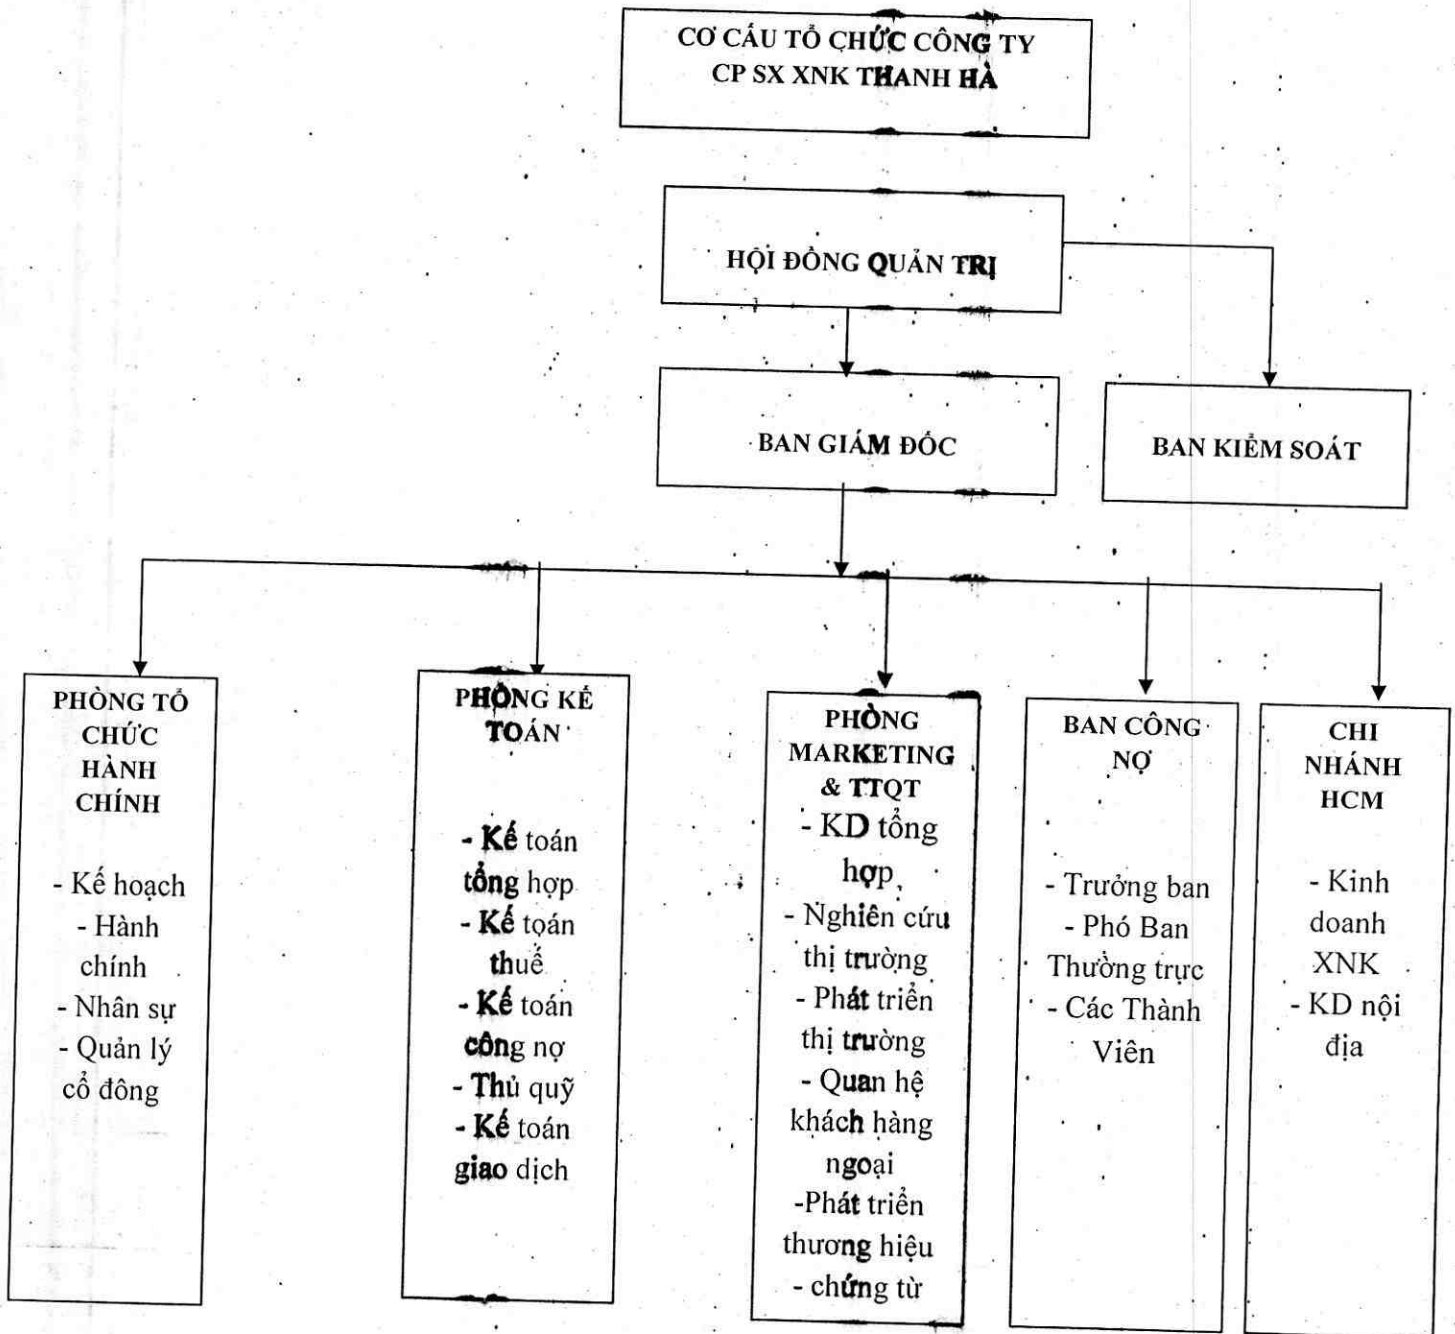 CƠ CẤU TỔ CHỨC CÔNG TY
CP SX XNK THANH HÀ
HỘI ĐỒNG QUẢN TRỊ
BAN GIÁM ĐỐC
BAN KIỂM SOÁT
PHÒNG TỔ
CHỨC
HÀNH
CHÍNH
- Kế hoạch
- Hành
chính
- Nhân sự
- Quản lý
cổ đông
PHÒNG KẾ
TOÁN
- Kế toán
tổng hợp
- Kế toán
thuế
- Kế toán
công nợ
- Thủ quỹ
- Kế toán
giao dịch
PHÒNG
MARKETING
& TTQT
- KD tổng
hợp
- Nghiên cứu
thị trường
- Phát triển
thị trường
- Quan hệ
khách hàng
ngoại
-Phát triển
thương hiệu
- chứng từ
BAN CÔNG
NỢ
- Trưởng ban
- Phó Ban
Thường trực
- Các Thành
Viên
CHI
NHÁNH
HCM
- Kinh
doanh
XNK
- KD nội
địa